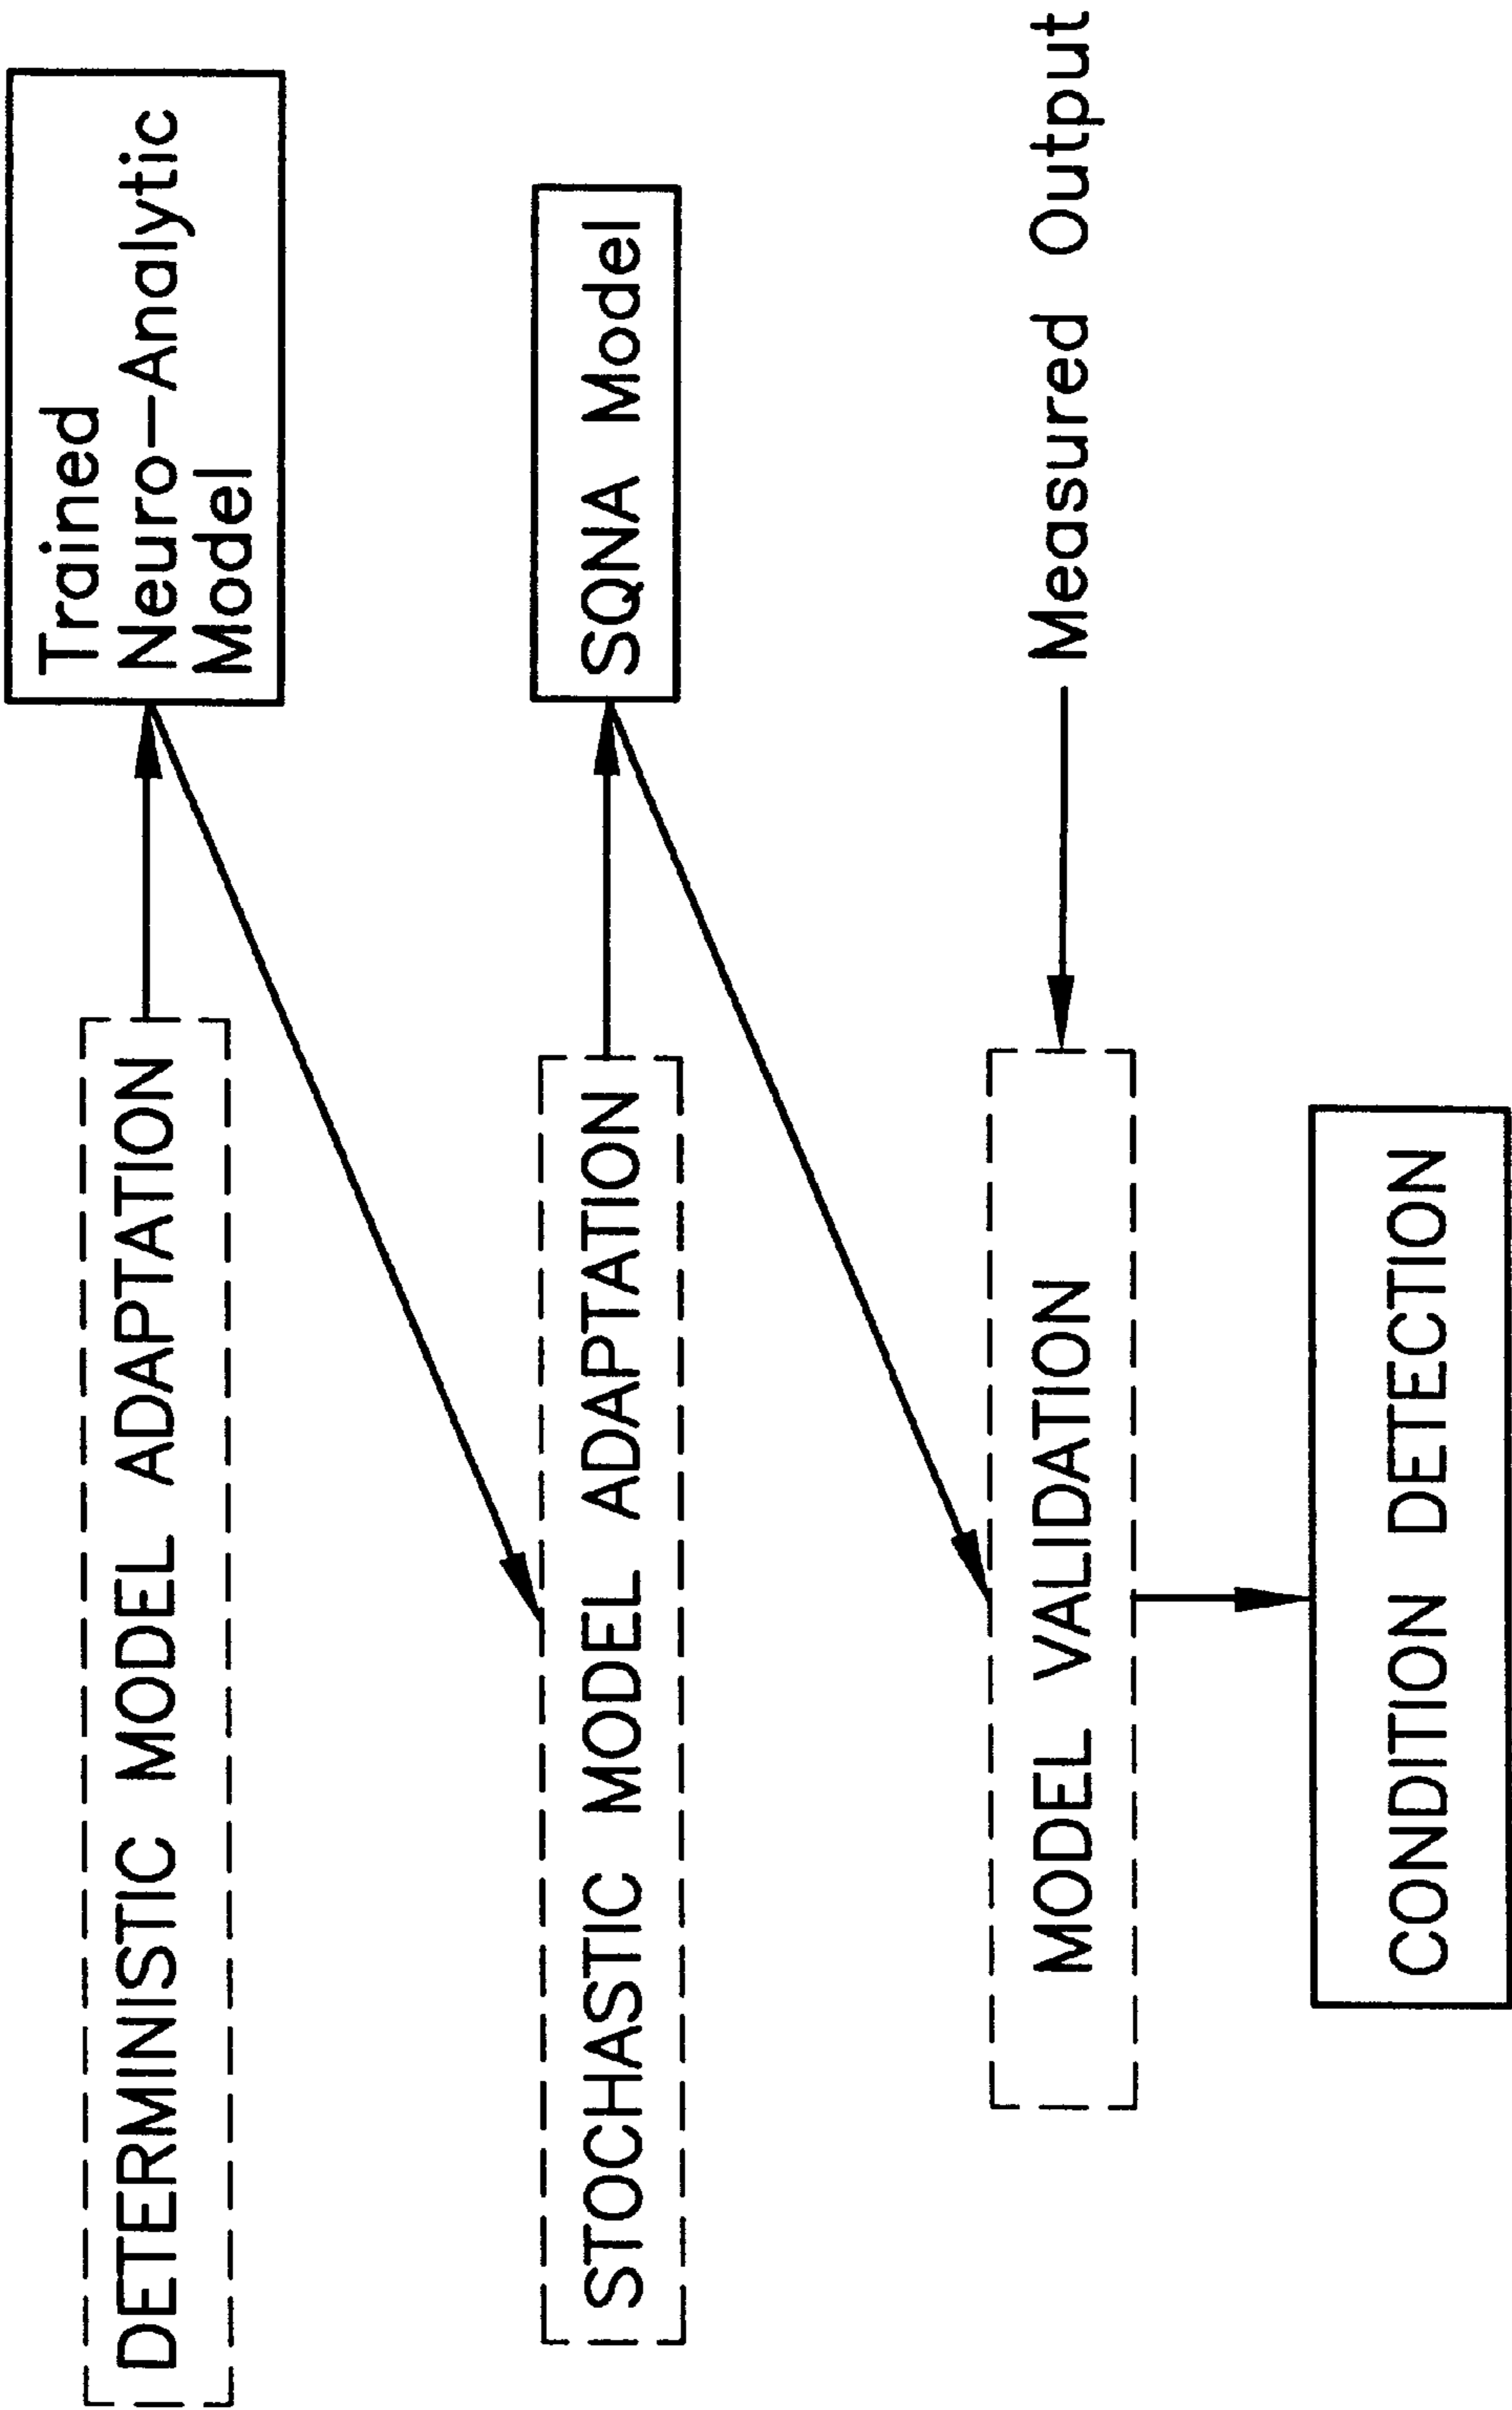 DETERMINISTIC MODEL ADAPTATION
Trained
Neuro-Analytic
Model
STOCHASTIC MODEL ADAPTATION
SQNA Model
MODEL VALIDATION
Measured Output
CONDITION DETECTION